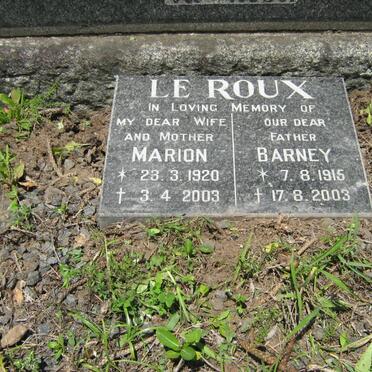 LE ROUX
IN LOVING MEMORY OF
MY DEAR WIFE
AND MOTHER
MARION
* 23.3.1920
† 3.4 2003
OUR DEAR
FATHER
BARNEY
* 7.8.1915
† 17.8.2003